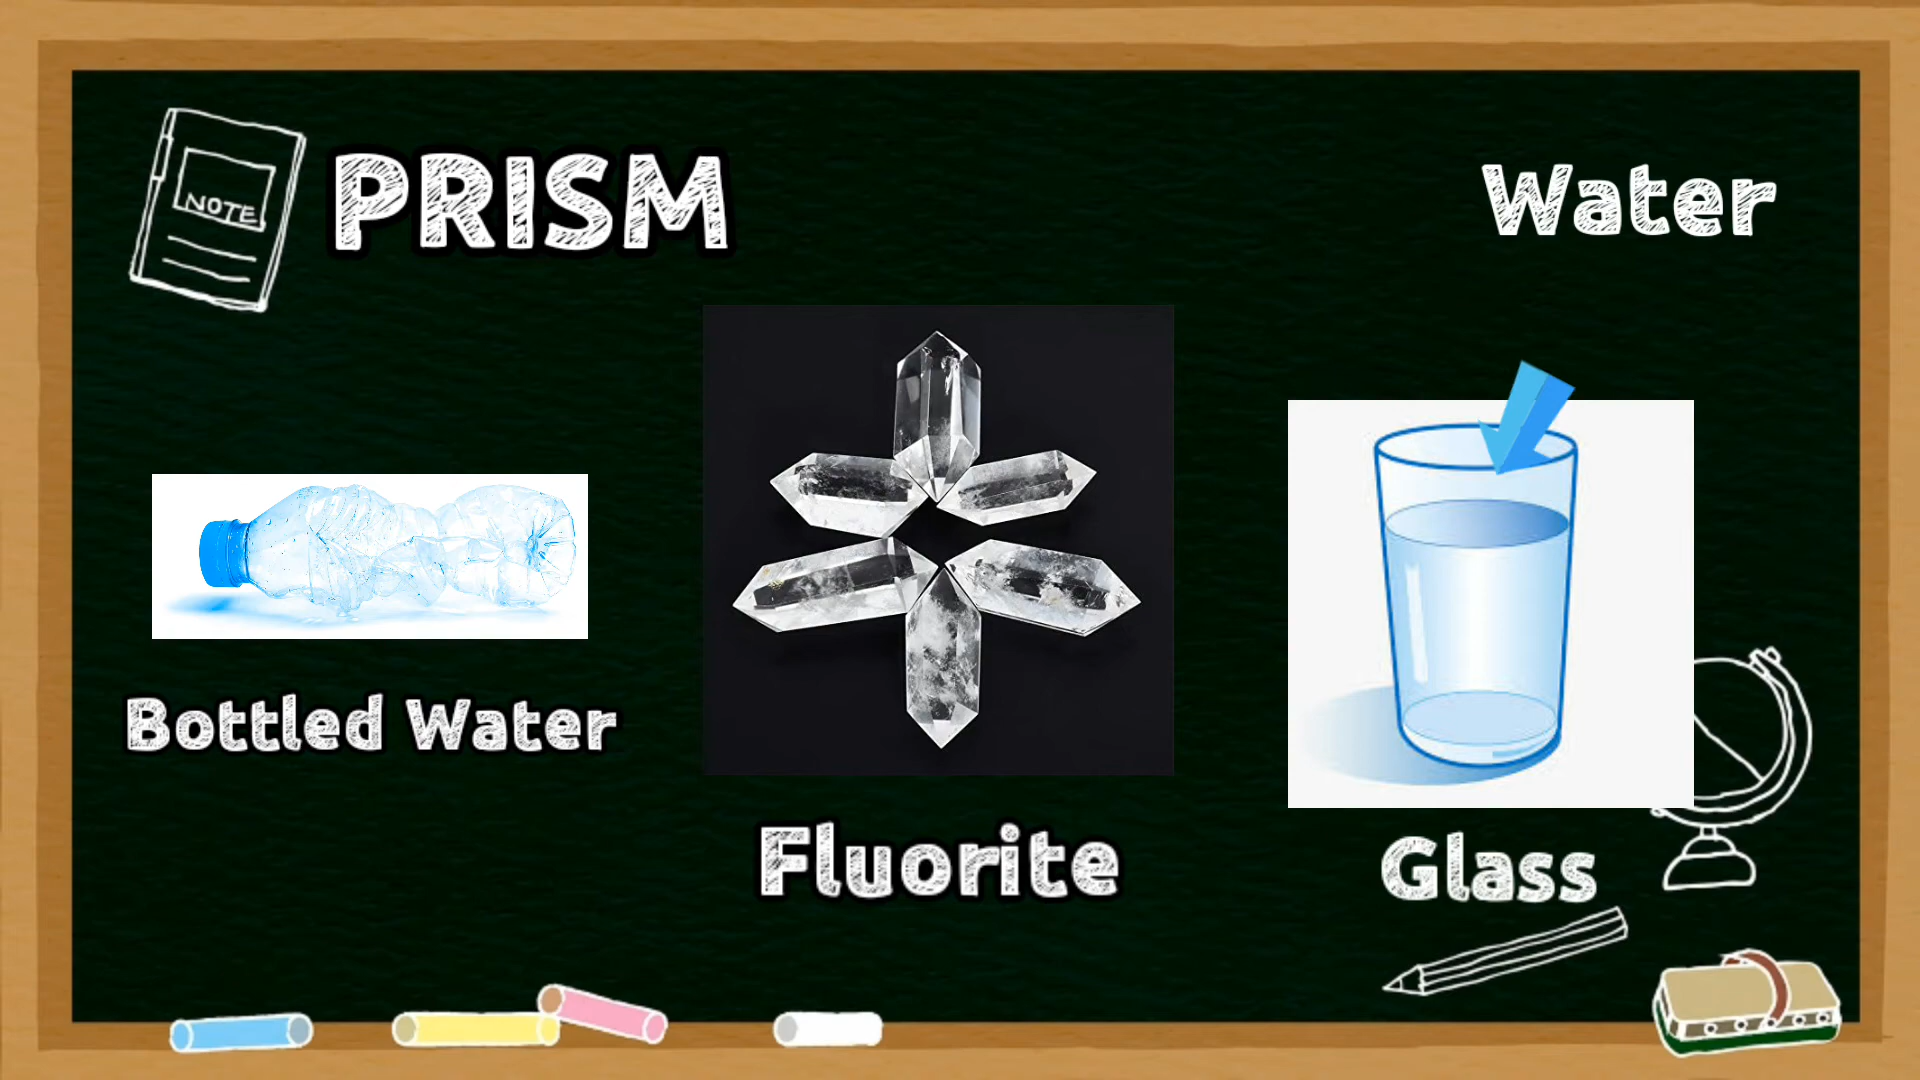 NOTE
PRISM
Water
Bottled Water
Fluorite
Glass